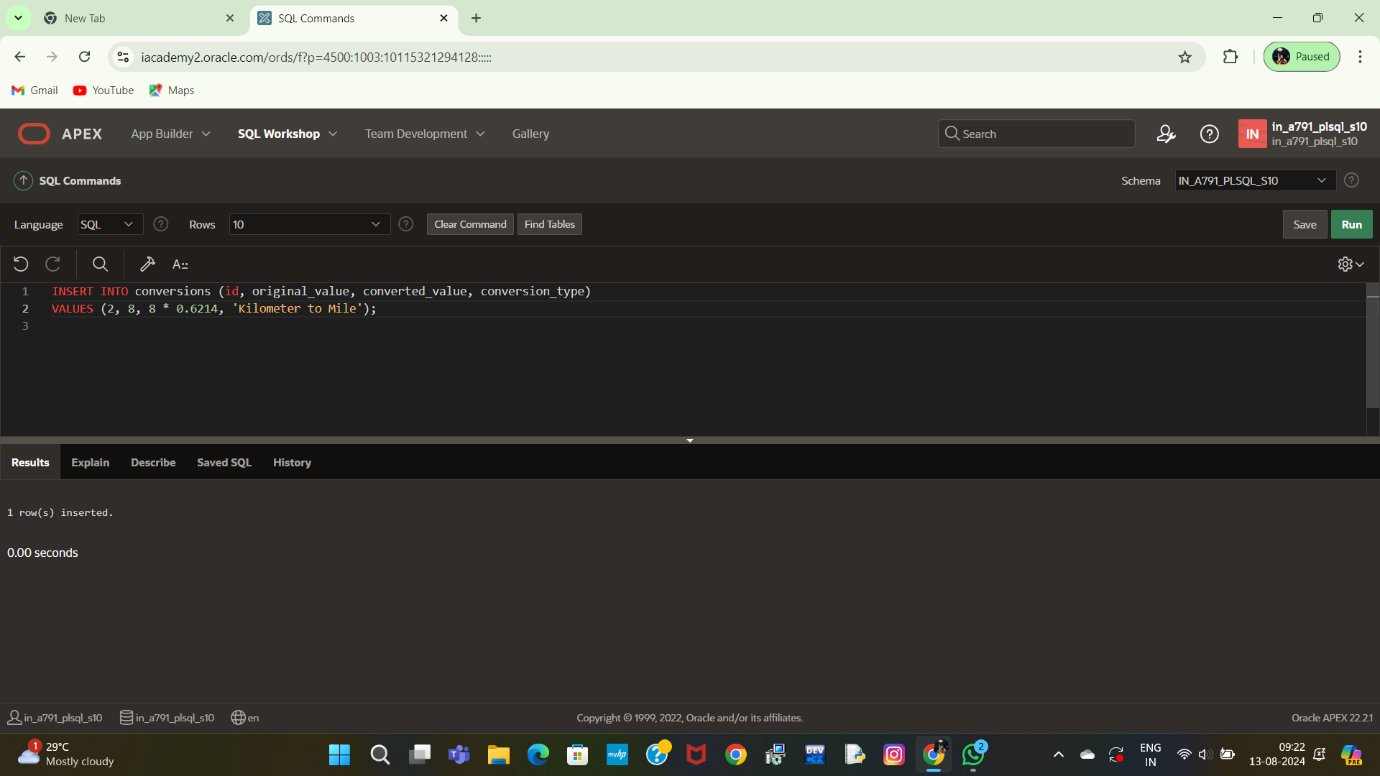 New Tab
SQL Commands
iacademy2.oracle.com/ords/f?p=4500:1003:10115321294128:::::
Paused
Gmail YouTube Maps
APEX App Builder SQL Workshop Team Development Gallery Search IN in_a791_plsql_s10
in_a791_plsql_s10
SQL Commands Schema IN_A791_PLSQL_S10
Language SQL Rows 10 Clear Command Find Tables Save Run
A::
1 INSERT INTO conversions (id, original_value, converted_value, conversion_type)
2 VALUES (2, 8, 8 * 0.6214, 'Kilometer to Mile');
3
Results Explain Describe Saved SQL History
1 row(s) inserted.
0.00 seconds
in_a791_plsql_s10 in_a791_plsql_s10 en Copyright © 1999, 2022, Oracle and/or its affiliates. Oracle APEX 22.2.1
1 29°C
Mostly cloudy
myhp
DEV
2
ENG
IN
09:22
13-08-2024
PRE